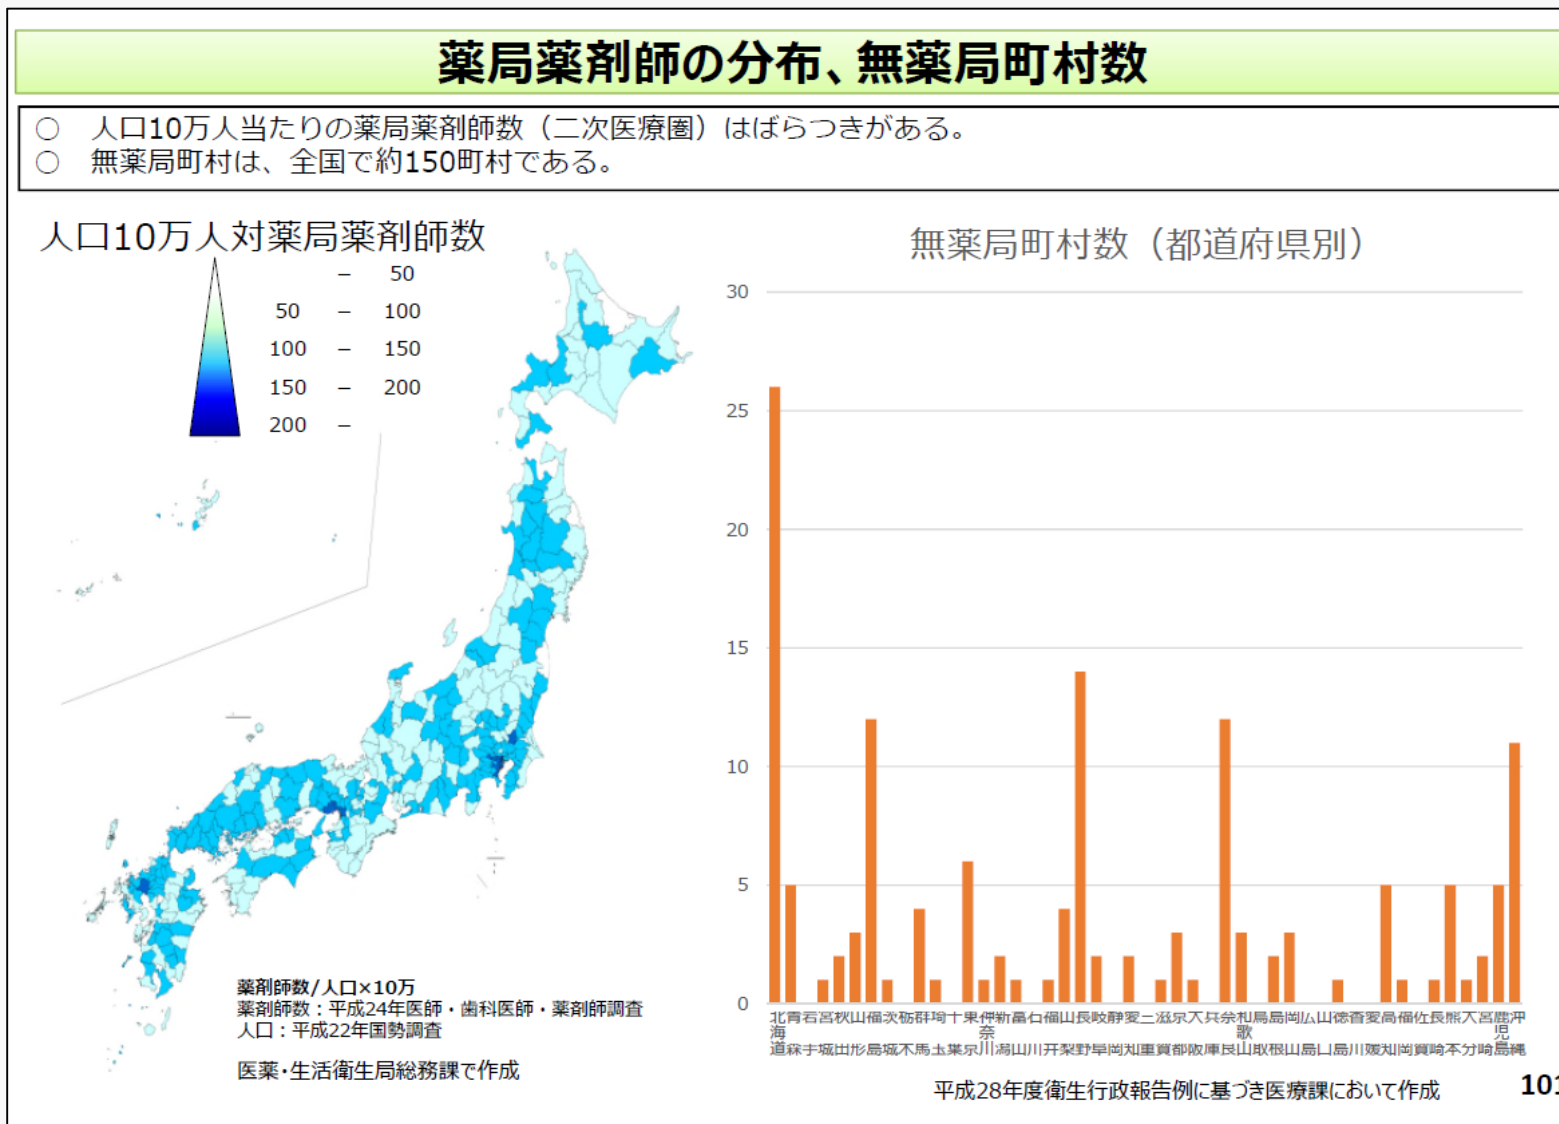 薬局薬剤師の分布、無薬局町村数
○ 人口10万人当たりの薬局薬剤師数（二次医療圏）はばらつきがある。
○ 無薬局町村は、全国で約150町村である。
人口10万人対薬局薬剤師数
－ 50
50 － 100
100 － 150
150 － 200
200 －
薬剤師数/人口×10万
薬剤師数：平成24年医師・歯科医師・薬剤師調査
人口：平成22年国勢調査
医薬・生活衛生局総務課で作成
無薬局町村数（都道府県別）
30
25
20
15
10
5
0
北海道 青森 岩手 宮城 秋田 山形 福島 茨城 栃木 群馬 埼玉 千葉 東京 神奈川 新潟 富山 石川 福井 山梨 長野 岐阜 静岡 愛知 三重 滋賀 京都 大阪 兵庫 奈良 和歌山 鳥取 島根 岡山 広島 山口 徳島 香川 愛媛 高知 福岡 佐賀 長崎 熊本 大分 宮崎 鹿児島 沖縄
平成28年度衛生行政報告例に基づき医療課において作成
101